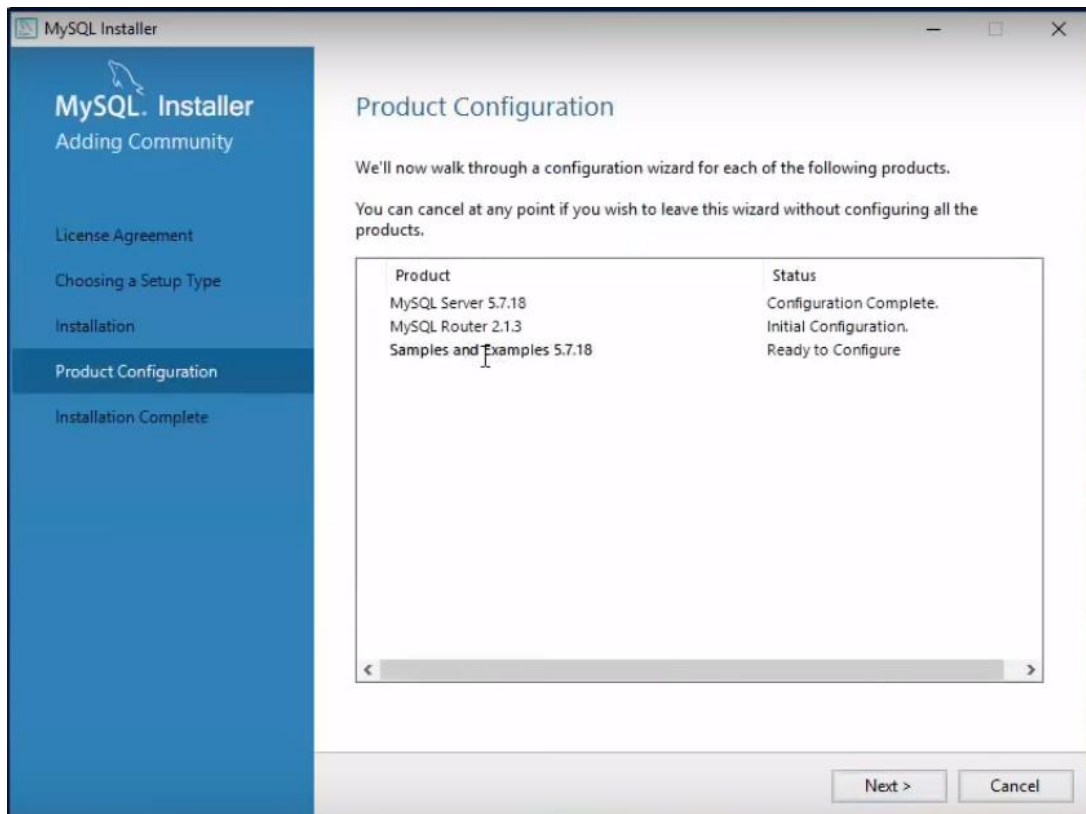 MySQL Installer
MySQL. Installer
Adding Community
License Agreement
Choosing a Setup Type
Installation
Product Configuration
Installation Complete
Product Configuration
We'll now walk through a configuration wizard for each of the following products.
You can cancel at any point if you wish to leave this wizard without configuring all the
products.
Product Status
MySQL Server 5.7.18 Configuration Complete.
MySQL Router 2.1.3 Initial Configuration.
Samples and Examples 5.7.18 Ready to Configure
Next > Cancel